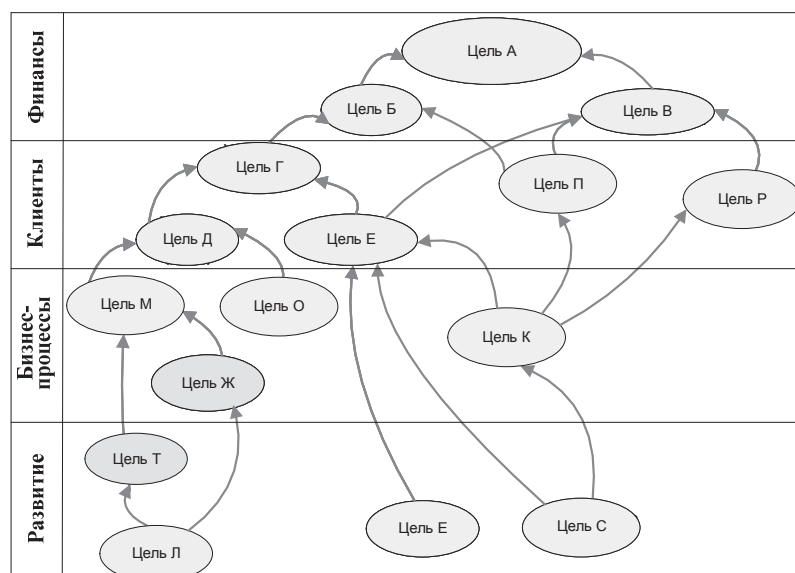 Финансы
Цель А
Цель Б
Цель В
Клиенты
Цель Г
Цель П
Цель Р
Цель Д
Цель Е
Бизнес-
процессы
Цель М
Цель О
Цель К
Цель Ж
Развитие
Цель Т
Цель Е
Цель С
Цель Л